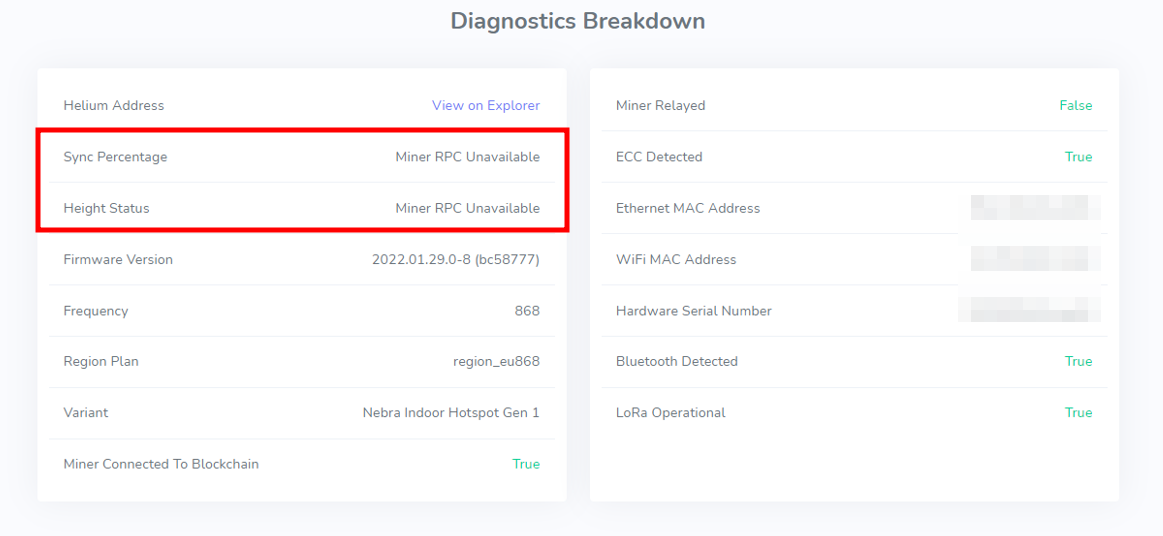 Diagnostics Breakdown
Helium Address View on Explorer
Sync Percentage Miner RPC Unavailable
Height Status Miner RPC Unavailable
Firmware Version 2022.01.29.0-8 (bc58777)
Frequency 868
Region Plan region_eu868
Variant Nebra Indoor Hotspot Gen 1
Miner Connected To Blockchain True
Miner Relayed False
ECC Detected True
Ethernet MAC Address
WiFi MAC Address
Hardware Serial Number
Bluetooth Detected True
LoRa Operational True